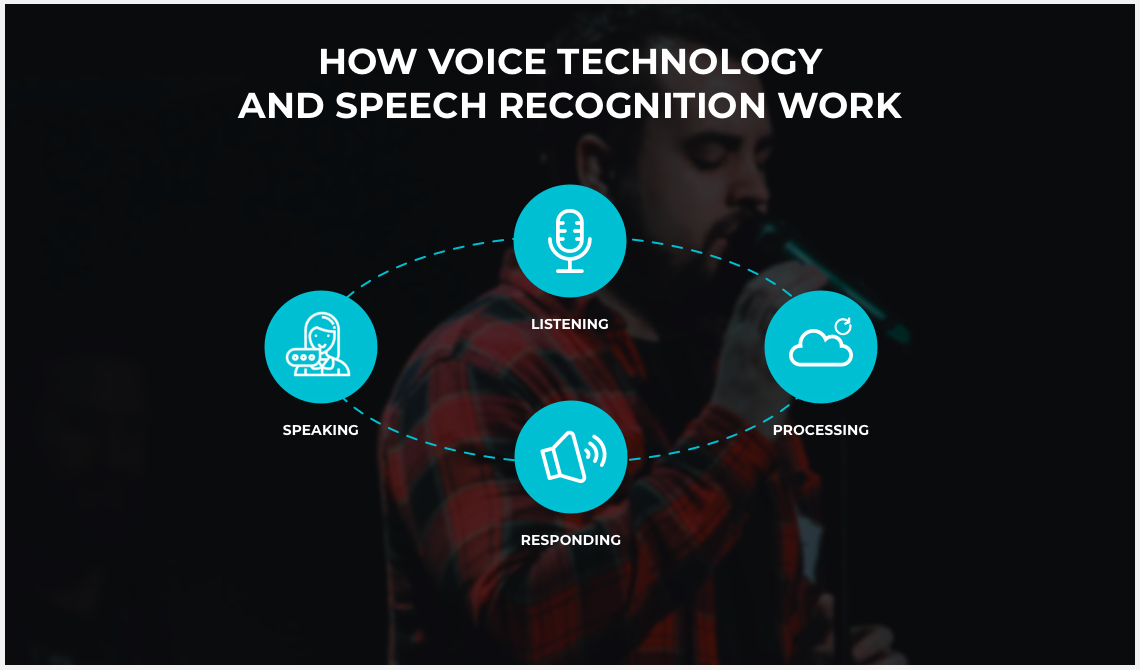 HOW VOICE TECHNOLOGY
AND SPEECH RECOGNITION WORK
LISTENING
SPEAKING
PROCESSING
RESPONDING